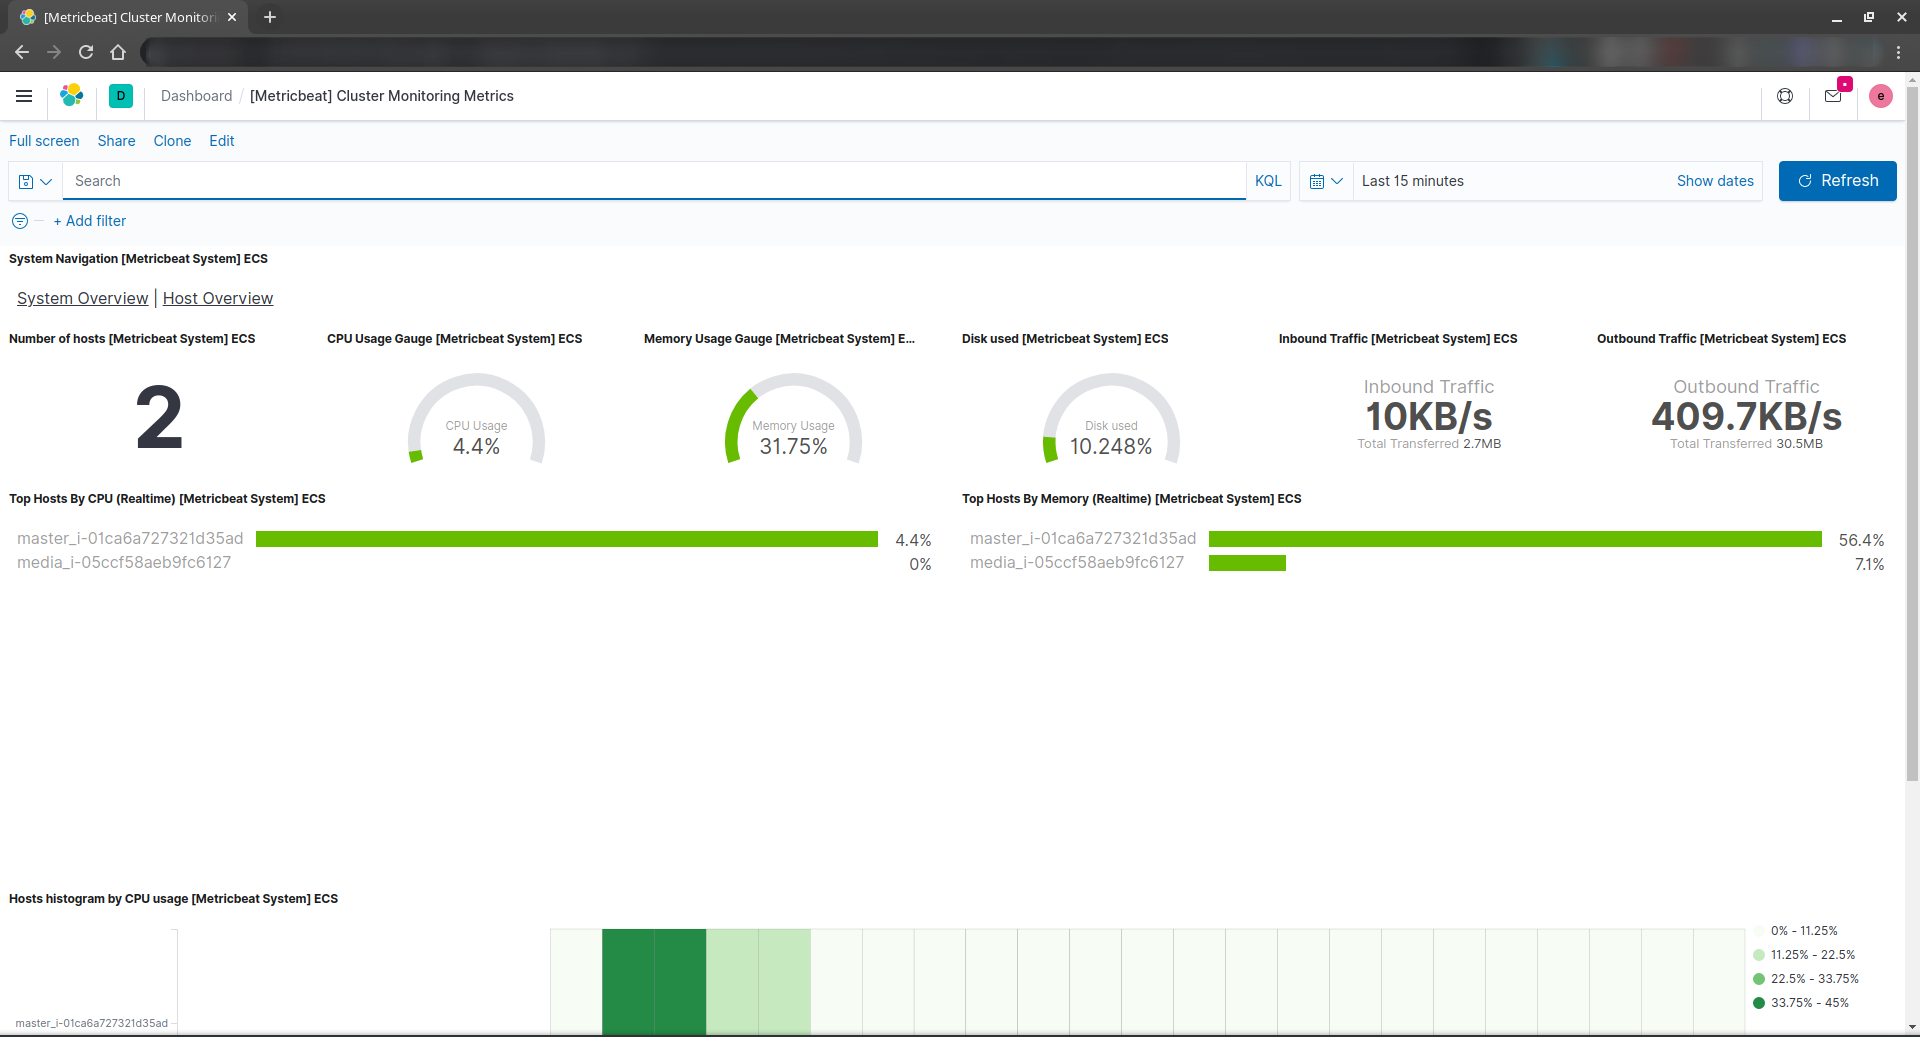 [Metricbeat] Cluster Monitori
D
Dashboard / [Metricbeat] Cluster Monitoring Metrics
e
Full screen Share Clone Edit
Search KQL Last 15 minutes Show dates Refresh
+ Add filter
System Navigation [Metricbeat System] ECS
System Overview | Host Overview
Number of hosts [Metricbeat System] ECS
2
CPU Usage Gauge [Metricbeat System] ECS
CPU Usage
4.4%
Memory Usage Gauge [Metricbeat System] E...
Memory Usage
31.75%
Disk used [Metricbeat System] ECS
Disk used
10.248%
Inbound Traffic [Metricbeat System] ECS
Inbound Traffic
10KB/s
Total Transferred 2.7MB
Outbound Traffic [Metricbeat System] ECS
Outbound Traffic
409.7KB/s
Total Transferred 30.5MB
Top Hosts By CPU (Realtime) [Metricbeat System] ECS
master_i-01ca6a727321d35ad 4.4%
media_i-05ccf58aeb9fc6127 0%
Top Hosts By Memory (Realtime) [Metricbeat System] ECS
master_i-01ca6a727321d35ad 56.4%
media_i-05ccf58aeb9fc6127 7.1%
Hosts histogram by CPU usage [Metricbeat System] ECS
0% - 11.25%
11.25% - 22.5%
22.5% - 33.75%
33.75% - 45%
master_i-01ca6a727321d35ad